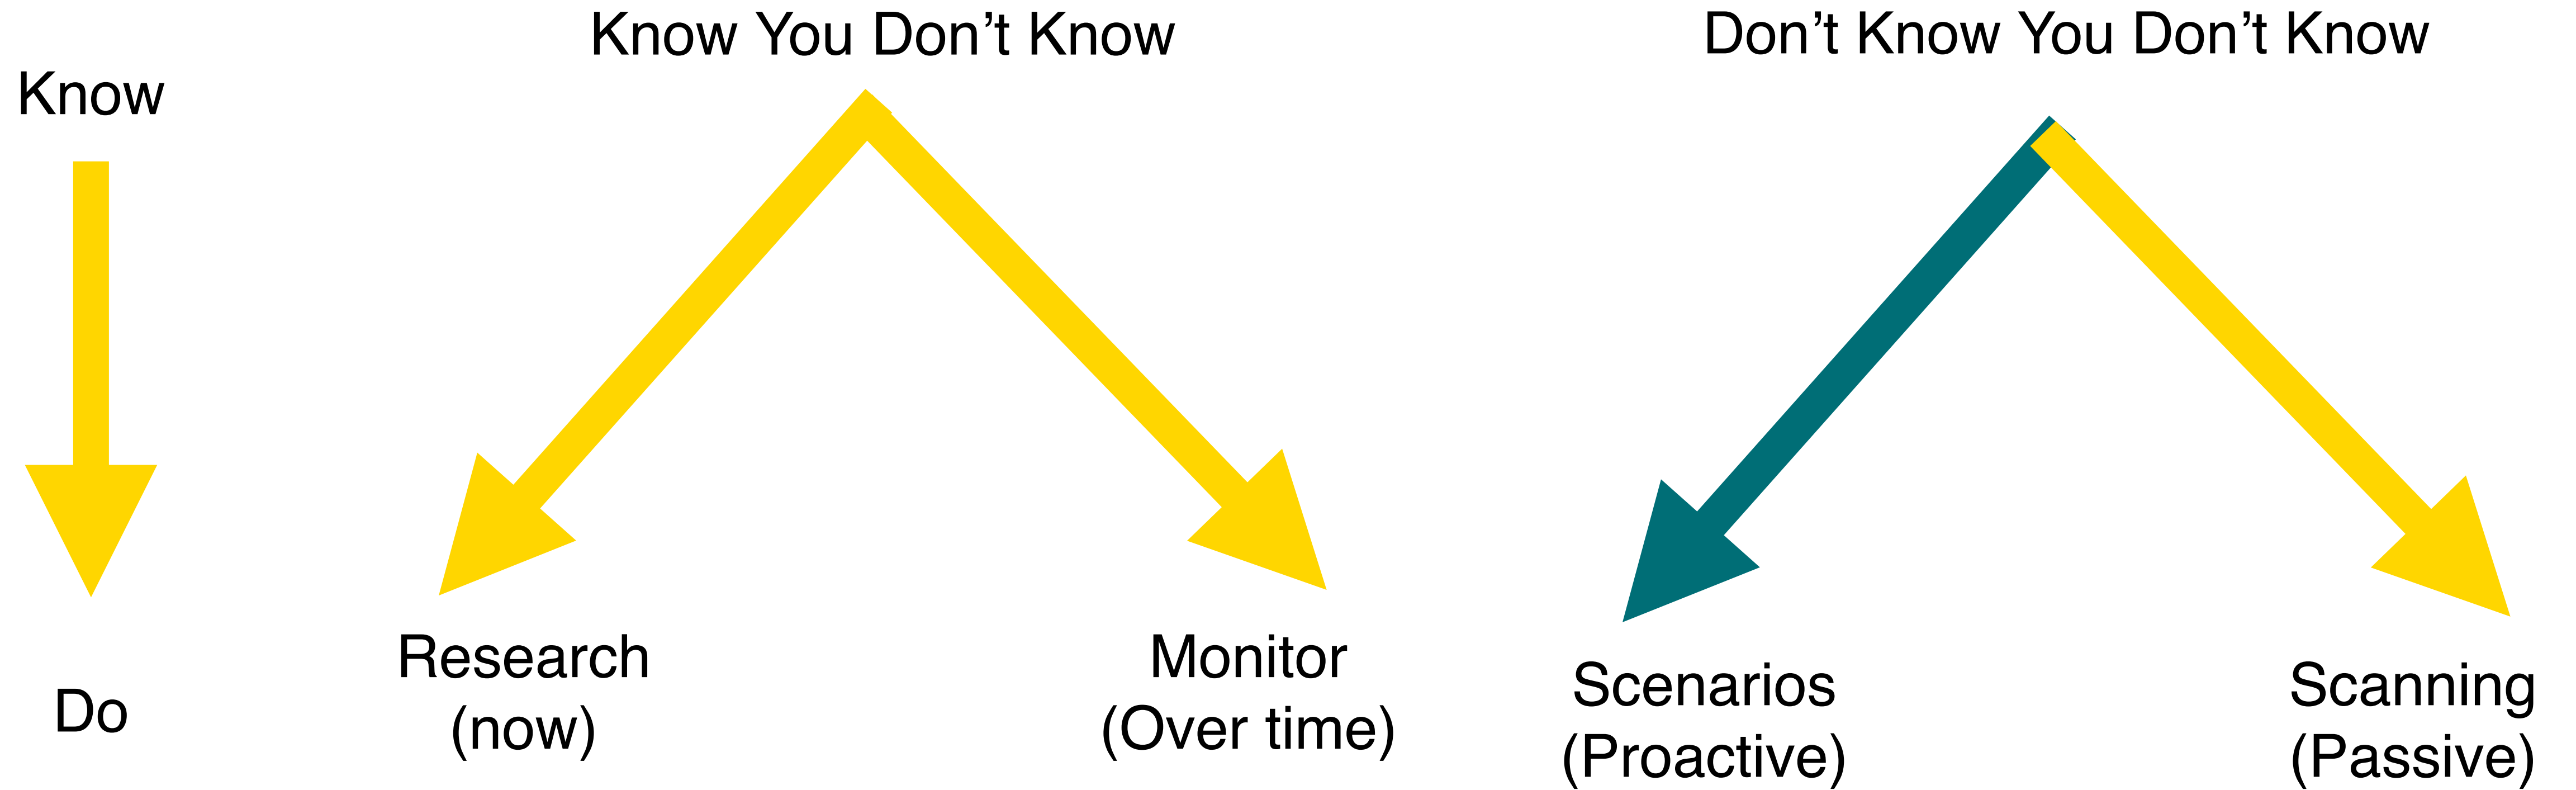 Know
Do
Know You Don’t Know
Research
(now)
Monitor
(Over time)
Don’t Know You Don’t Know
Scenarios
(Proactive)
Scanning
(Passive)